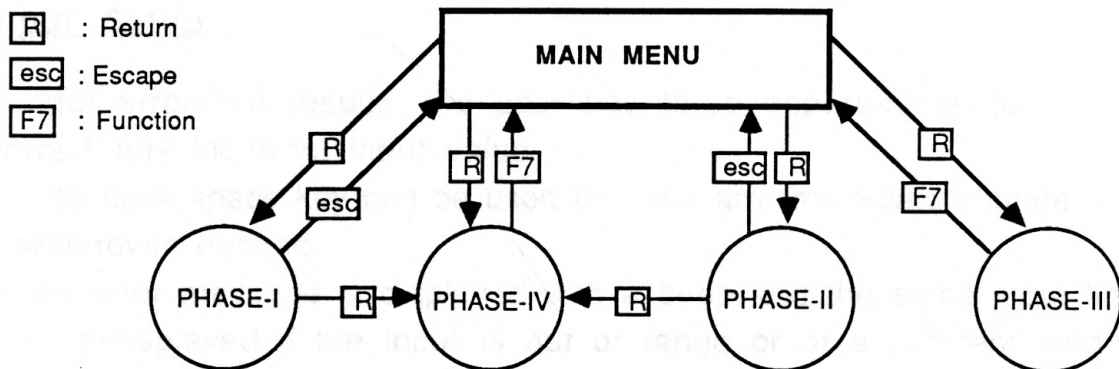 R : Return
esc : Escape
F7 : Function
MAIN MENU
R
esc
R
F7
esc
R
F7
R
PHASE-I
R
PHASE-IV
R
PHASE-II
PHASE-III